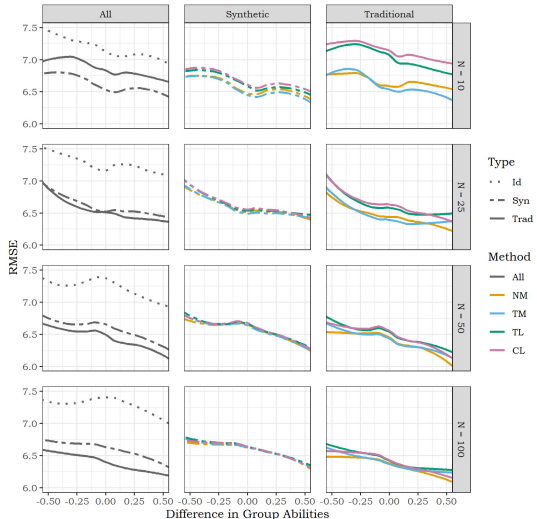 All Synthetic Traditional
7.5
7.0
6.5
6.0
N = 10
7.5
7.0
6.5
6.0
N = 25
7.5
7.0
6.5
6.0
N = 50
7.5
7.0
6.5
6.0
N = 100
RMSE
-0.50 -0.25 0.00 0.25 0.50 -0.50 -0.25 0.00 0.25 0.50 -0.50 -0.25 0.00 0.25 0.50
Difference in Group Abilities
Type
Id
Syn
Trad
Method
All
NM
TM
TL
CL